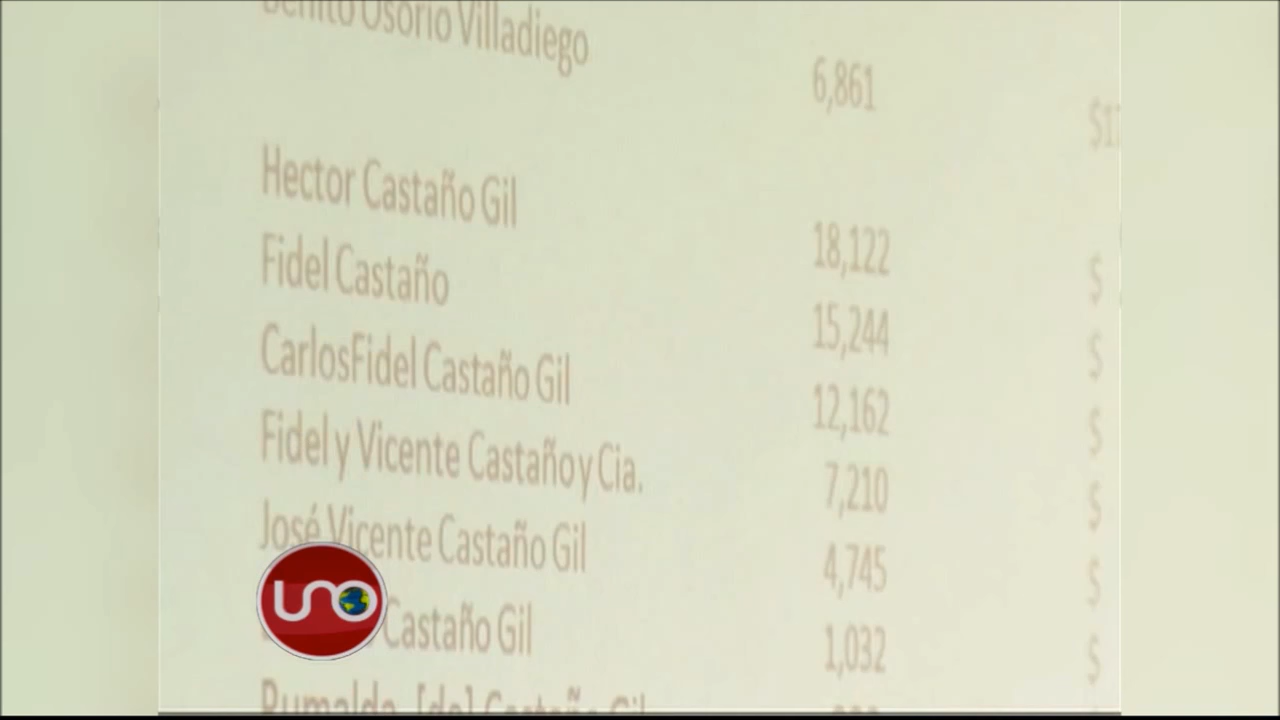 Benito Osorio Villadiego 6,861
Hector Castaño Gil 18,122 $
Fidel Castaño 15,244 $
CarlosFidel Castaño Gil 12,162 $
Fidel y Vicente Castaño y Cia. 7,210 $
José Vicente Castaño Gil 4,745 $
Castaño Gil 1,032 $
UNO